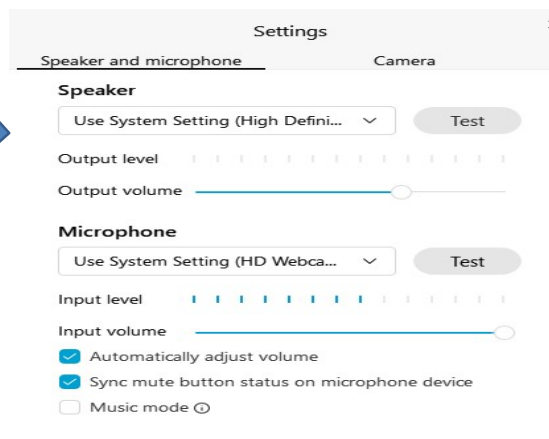 Settings
Speaker and microphone Camera
Speaker
Use System Setting (High Defini... Test
Output level
Output volume
Microphone
Use System Setting (HD Webca... Test
Input level
Input volume
Automatically adjust volume
Sync mute button status on microphone device
Music mode